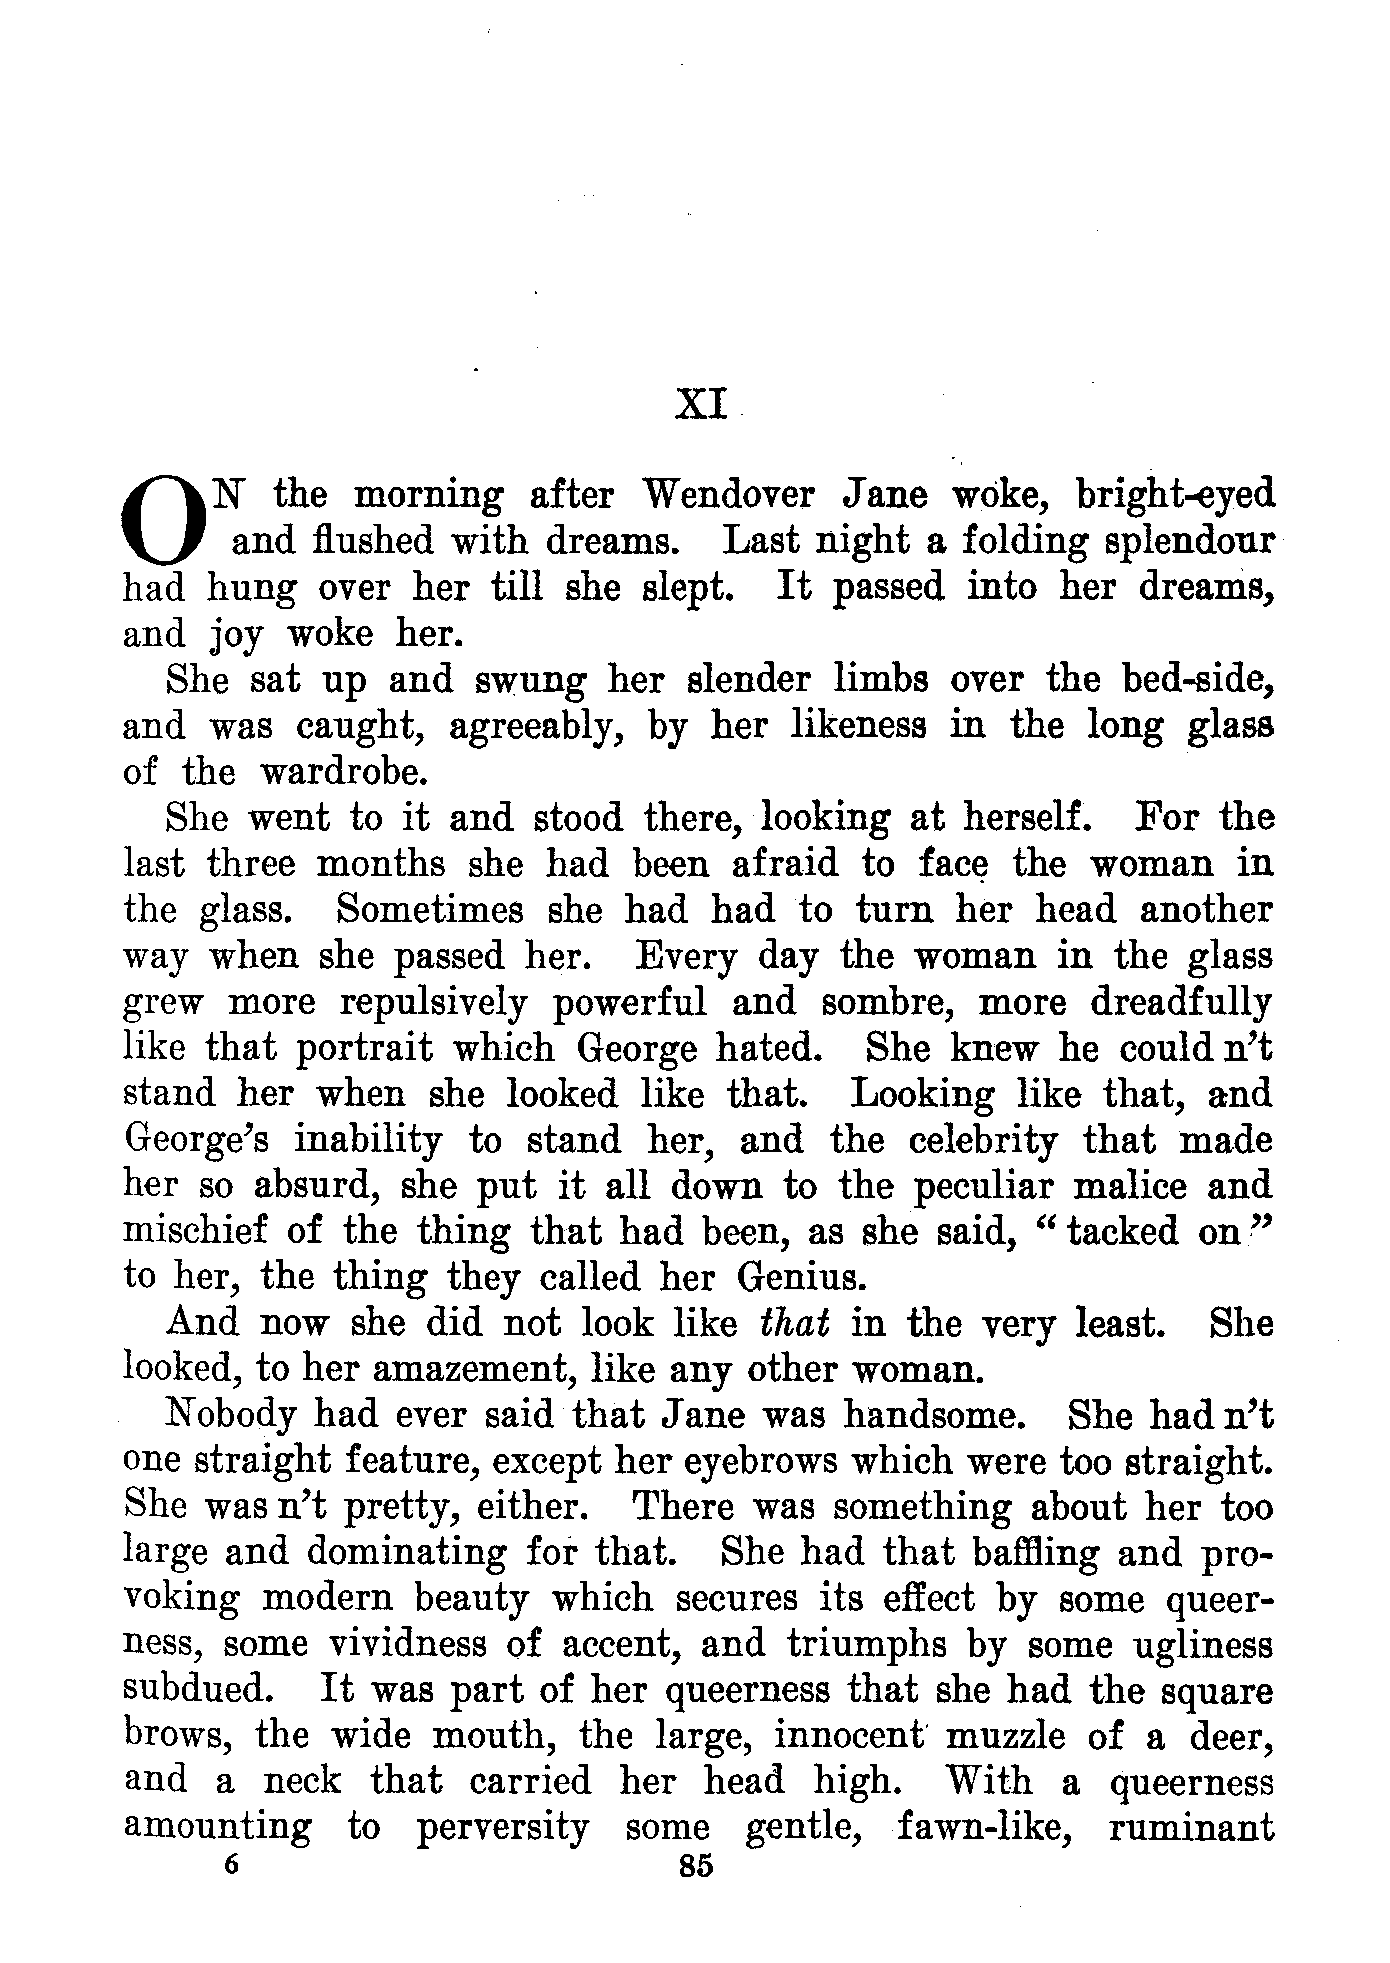 XI
ON the morning after Wendover Jane woke, bright-eyed
and flushed with dreams. Last night a folding splendour
had hung over her till she slept. It passed into her dreams,
and joy woke her.
She sat up and swung her slender limbs over the bed-side,
and was caught, agreeably, by her likeness in the long glass
of the wardrobe.
She went to it and stood there, looking at herself. For the
last three months she had been afraid to face the woman in
the glass. Sometimes she had had to turn her head another
way when she passed her. Every day the woman in the glass
grew more repulsively powerful and sombre, more dreadfully
like that portrait which George hated. She knew he could n't
stand her when she looked like that. Looking like that, and
George's inability to stand her, and the celebrity that made
her so absurd, she put it all down to the peculiar malice and
mischief of the thing that had been, as she said, " tacked on "
to her, the thing they called her Genius.
And now she did not look like that in the very least. She
looked, to her amazement, like any other woman.
Nobody had ever said that Jane was handsome. She had n't
one straight feature, except her eyebrows which were too straight.
She was n't pretty, either. There was something about her too
large and dominating for that. She had that baffling and pro-
voking modern beauty which secures its effect by some queer-
ness, some vividness of accent, and triumphs by some ugliness
subdued. It was part of her queerness that she had the square
brows, the wide mouth, the large, innocent muzzle of a deer,
and a neck that carried her head high. With a queerness
amounting to perversity some gentle, fawn-like, ruminant
6 85